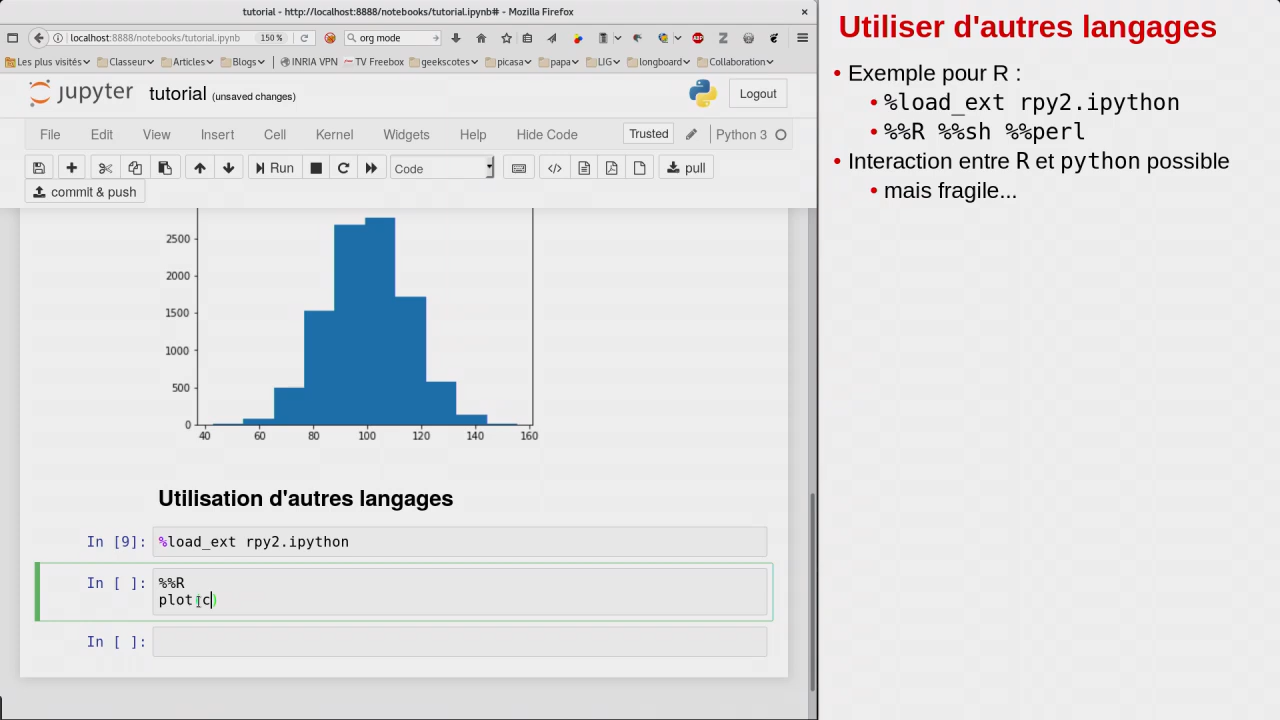 tutorial - http://localhost:8888/notebooks/tutorial.ipynb# - Mozilla Firefox ×
localhost:8888/notebooks/tutorial.ipynb 150% org mode
Les plus visités Classeur Articles Blogs INRIA VPN TV Freebox geekscotes picasa papa LIG longboard Collaboration
jupyter tutorial (unsaved changes) Logout
File Edit View Insert Cell Kernel Widgets Help Hide Code Trusted Python 3
Run Code pull
commit & push
2500
2000
1500
1000
500
0
40 60 80 100 120 140 160
Utilisation d'autres langages
In [9]: %load_ext rpy2.ipython
In [ ]: %%R
plot(c)
In [ ]:
Utiliser d'autres langages
• Exemple pour R :
• %load_ext rpy2.ipython
• %%R %%sh %%perl
• Interaction entre R et python possible
• mais fragile...